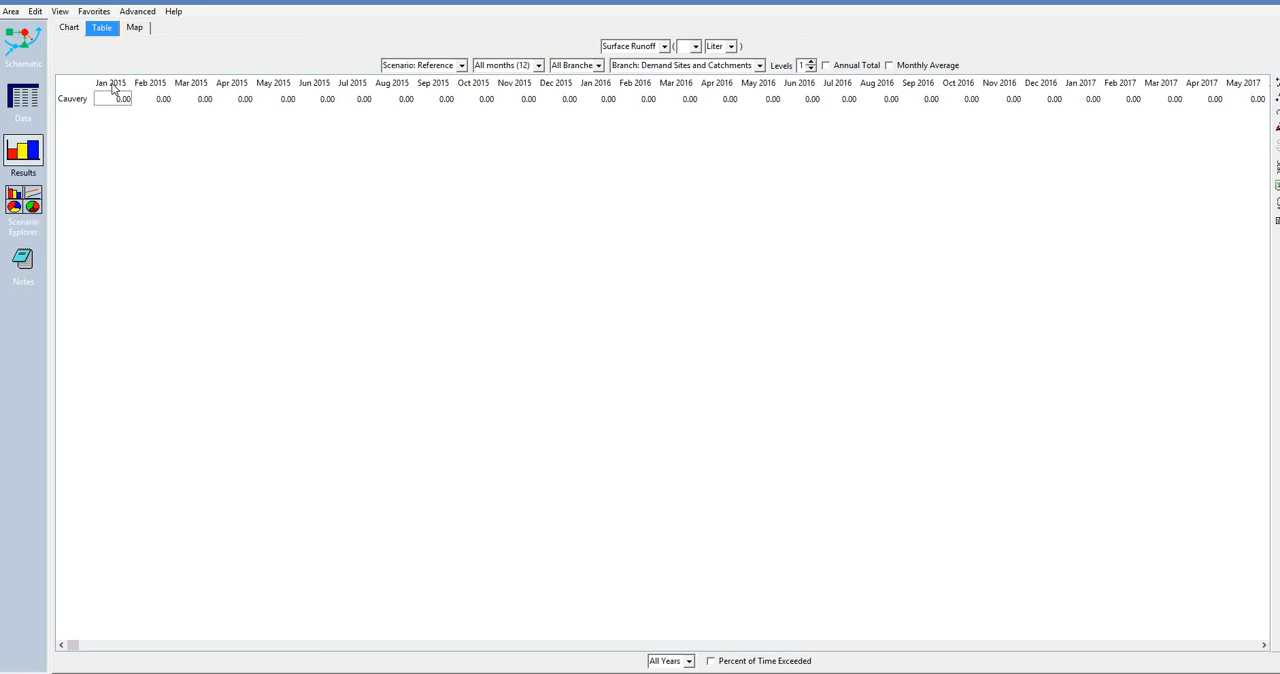 Area Edit View Favorites Advanced Help
Chart Table Map
Schematic
Data
Results
Scenario
Explorer
Notes
Surface Runoff ( Liter )
Scenario: Reference All months (12) All Branche Branch: Demand Sites and Catchments Levels 1 Annual Total Monthly Average
Jan 2015 Feb 2015 Mar 2015 Apr 2015 May 2015 Jun 2015 Jul 2015 Aug 2015 Sep 2015 Oct 2015 Nov 2015 Dec 2015 Jan 2016 Feb 2016 Mar 2016 Apr 2016 May 2016 Jun 2016 Jul 2016 Aug 2016 Sep 2016 Oct 2016 Nov 2016 Dec 2016 Jan 2017 Feb 2017 Mar 2017 Apr 2017 May 2017
Cauvery 0.00 0.00 0.00 0.00 0.00 0.00 0.00 0.00 0.00 0.00 0.00 0.00 0.00 0.00 0.00 0.00 0.00 0.00 0.00 0.00 0.00 0.00 0.00 0.00 0.00 0.00 0.00 0.00 0.00
All Years Percent of Time Exceeded